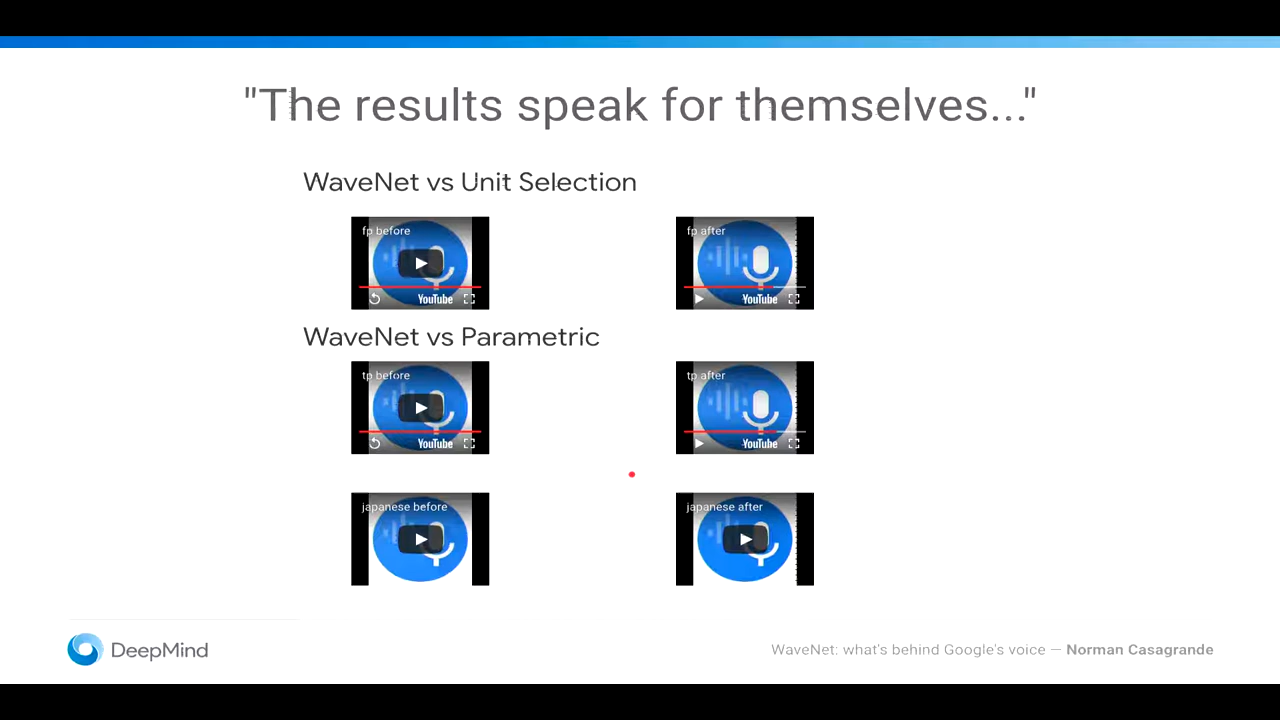 "The results speak for themselves..."
WaveNet vs Unit Selection
fp before
fp after
YouTube
YouTube
WaveNet vs Parametric
tp before
tp after
YouTube
YouTube
japanese before
japanese after
DeepMind
WaveNet: what's behind Google's voice — Norman Casagrande